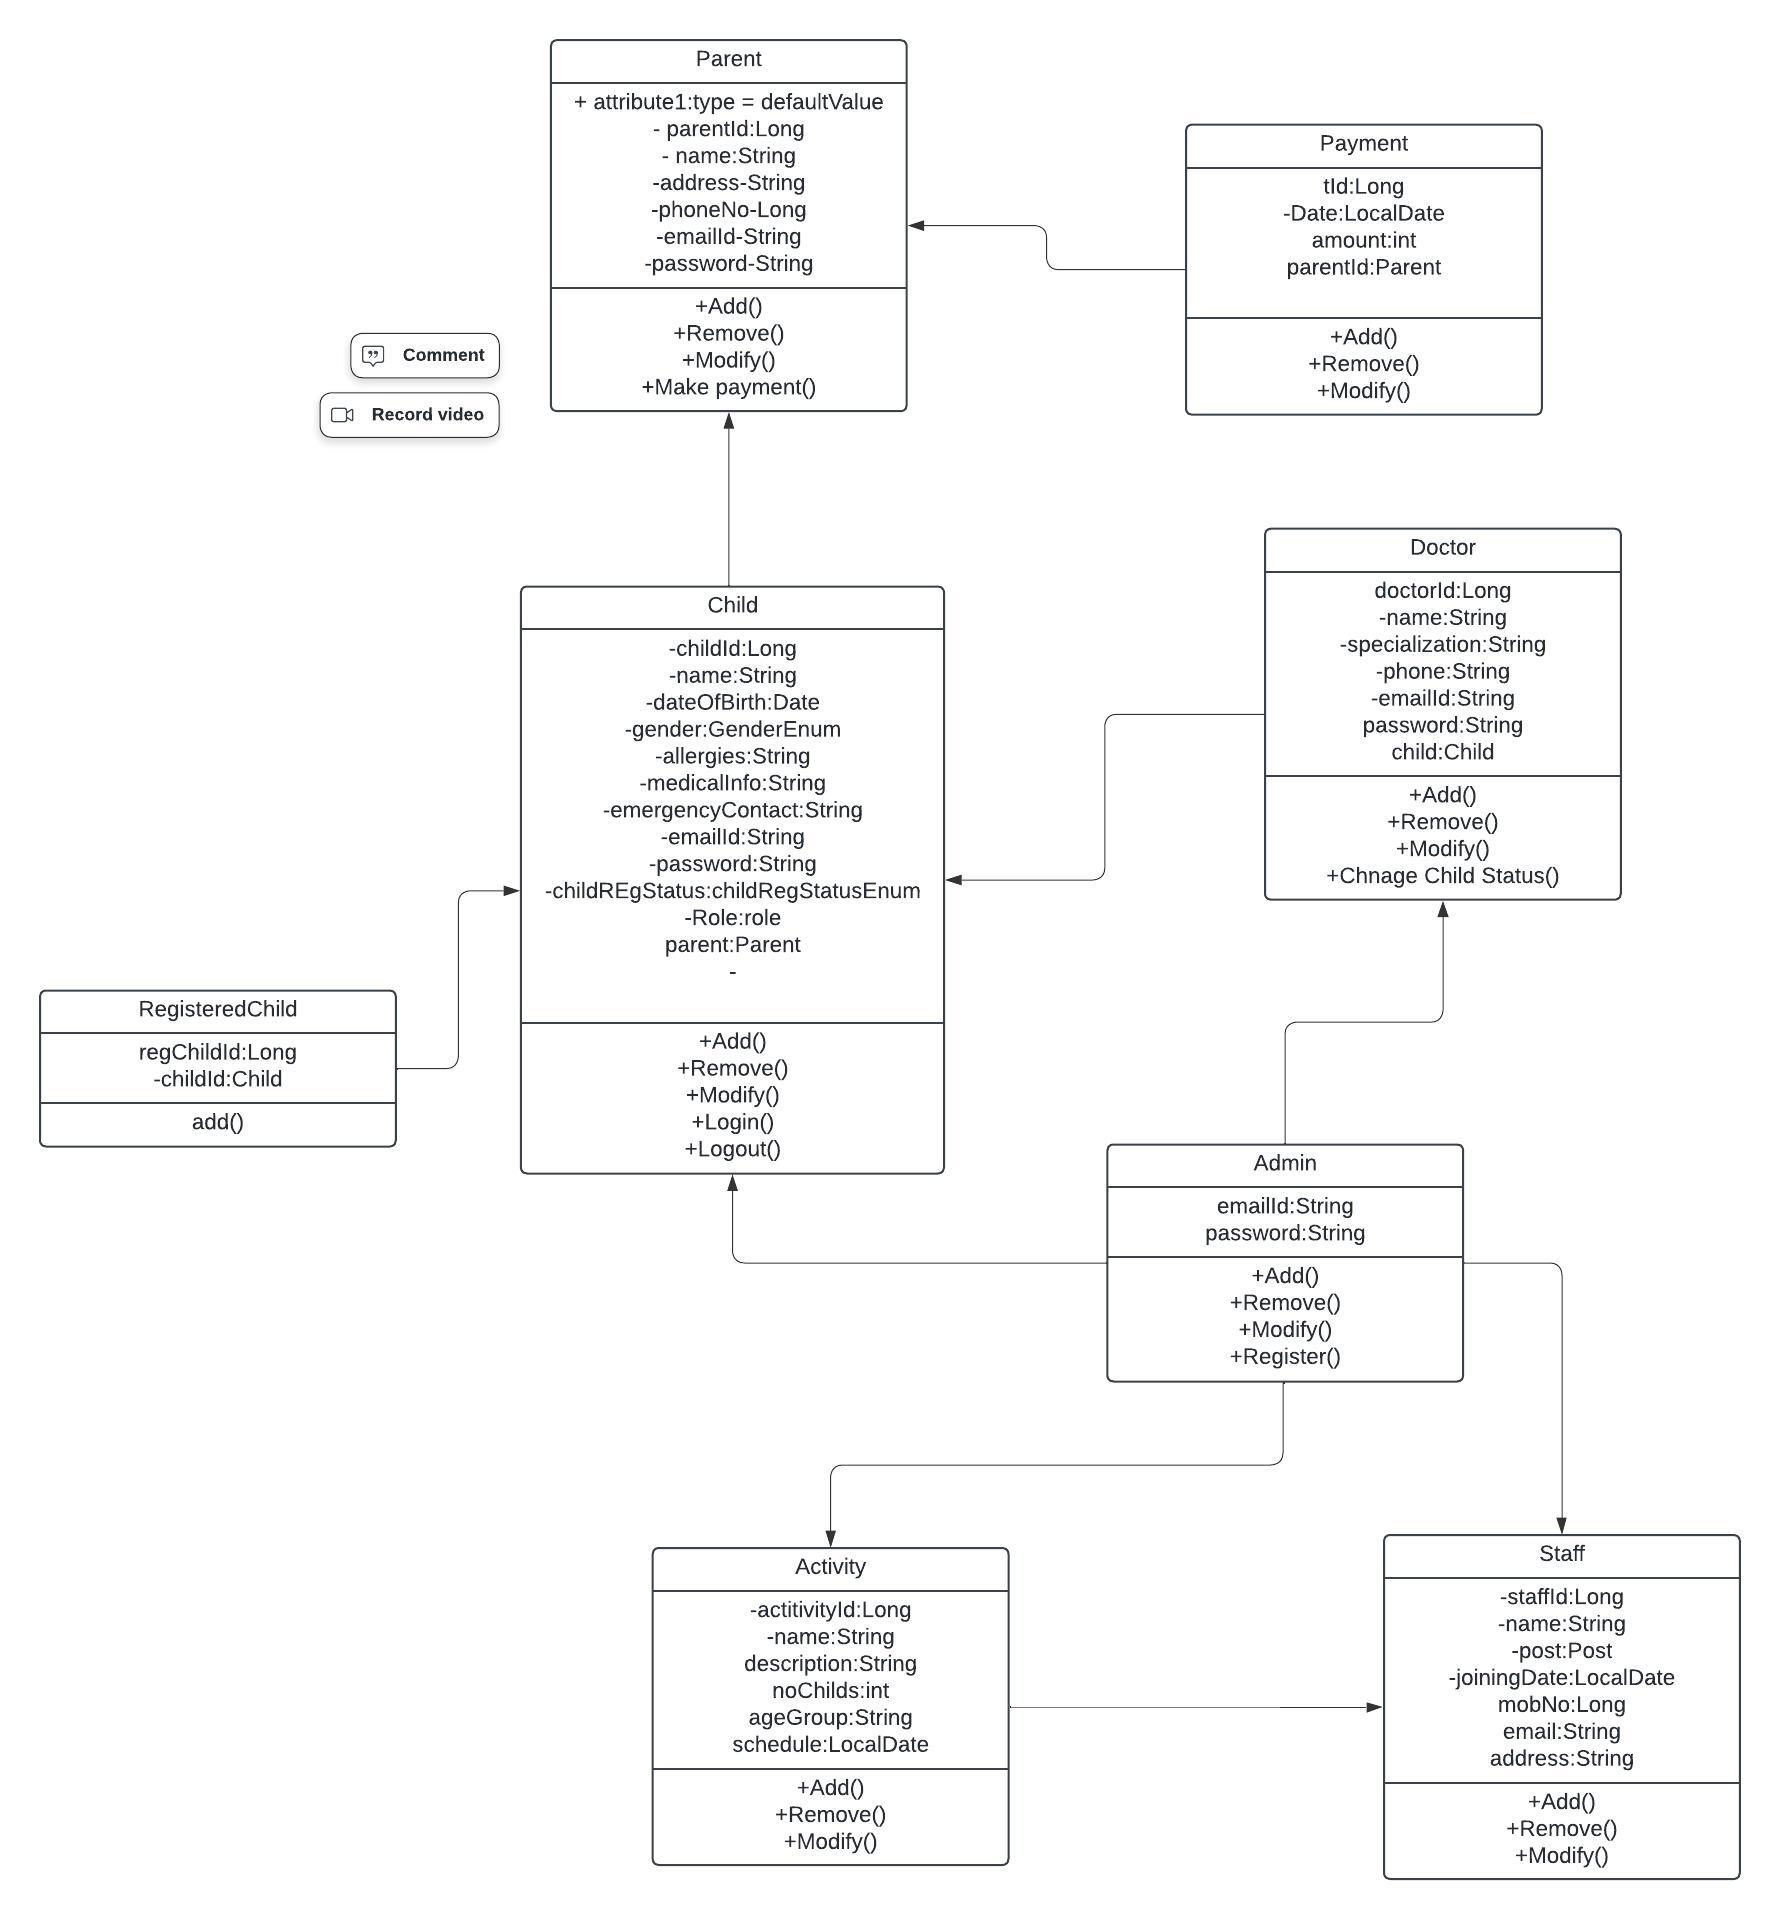 Parent
+ attribute1:type = defaultValue
- parentId:Long
- name:String
-address-String
-phoneNo-Long
-emailId-String
-password-String
+Add()
+Remove()
+Modify()
+Make payment()
Payment
tId:Long
-Date:LocalDate
amount:int
parentId:Parent
+Add()
+Remove()
+Modify()
Comment
Record video
Doctor
doctorId:Long
-name:String
-specialization:String
-phone:String
-emailId:String
password:String
child:Child
+Add()
+Remove()
+Modify()
+Chnage Child Status()
Child
-childId:Long
-name:String
-dateOfBirth:Date
-gender:GenderEnum
-allergies:String
-medicalInfo:String
-emergencyContact:String
-emailId:String
-password:String
-childREgStatus:childRegStatusEnum
-Role:role
parent:Parent
-
+Add()
+Remove()
+Modify()
+Login()
+Logout()
RegisteredChild
regChildId:Long
-childId:Child
add()
Admin
emailId:String
password:String
+Add()
+Remove()
+Modify()
+Register()
Activity
-actitivityId:Long
-name:String
description:String
noChilds:int
ageGroup:String
schedule:LocalDate
+Add()
+Remove()
+Modify()
Staff
-staffId:Long
-name:String
-post:Post
-joiningDate:LocalDate
mobNo:Long
email:String
address:String
+Add()
+Remove()
+Modify()